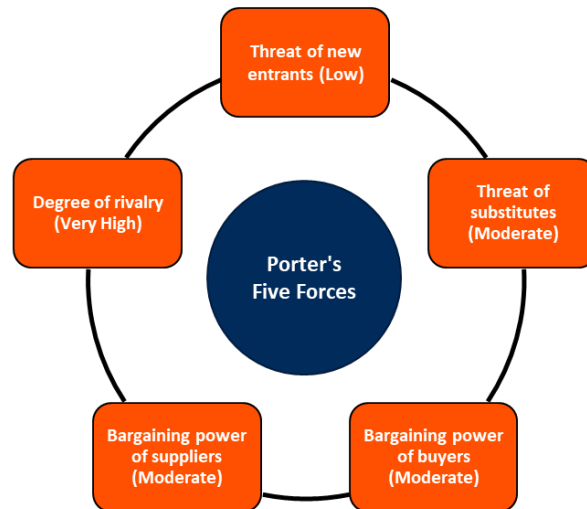 Threat of new
entrants (Low)
Degree of rivalry
(Very High)
Threat of
substitutes
(Moderate)
Porter's
Five Forces
Bargaining power
of suppliers
(Moderate)
Bargaining power
of buyers
(Moderate)